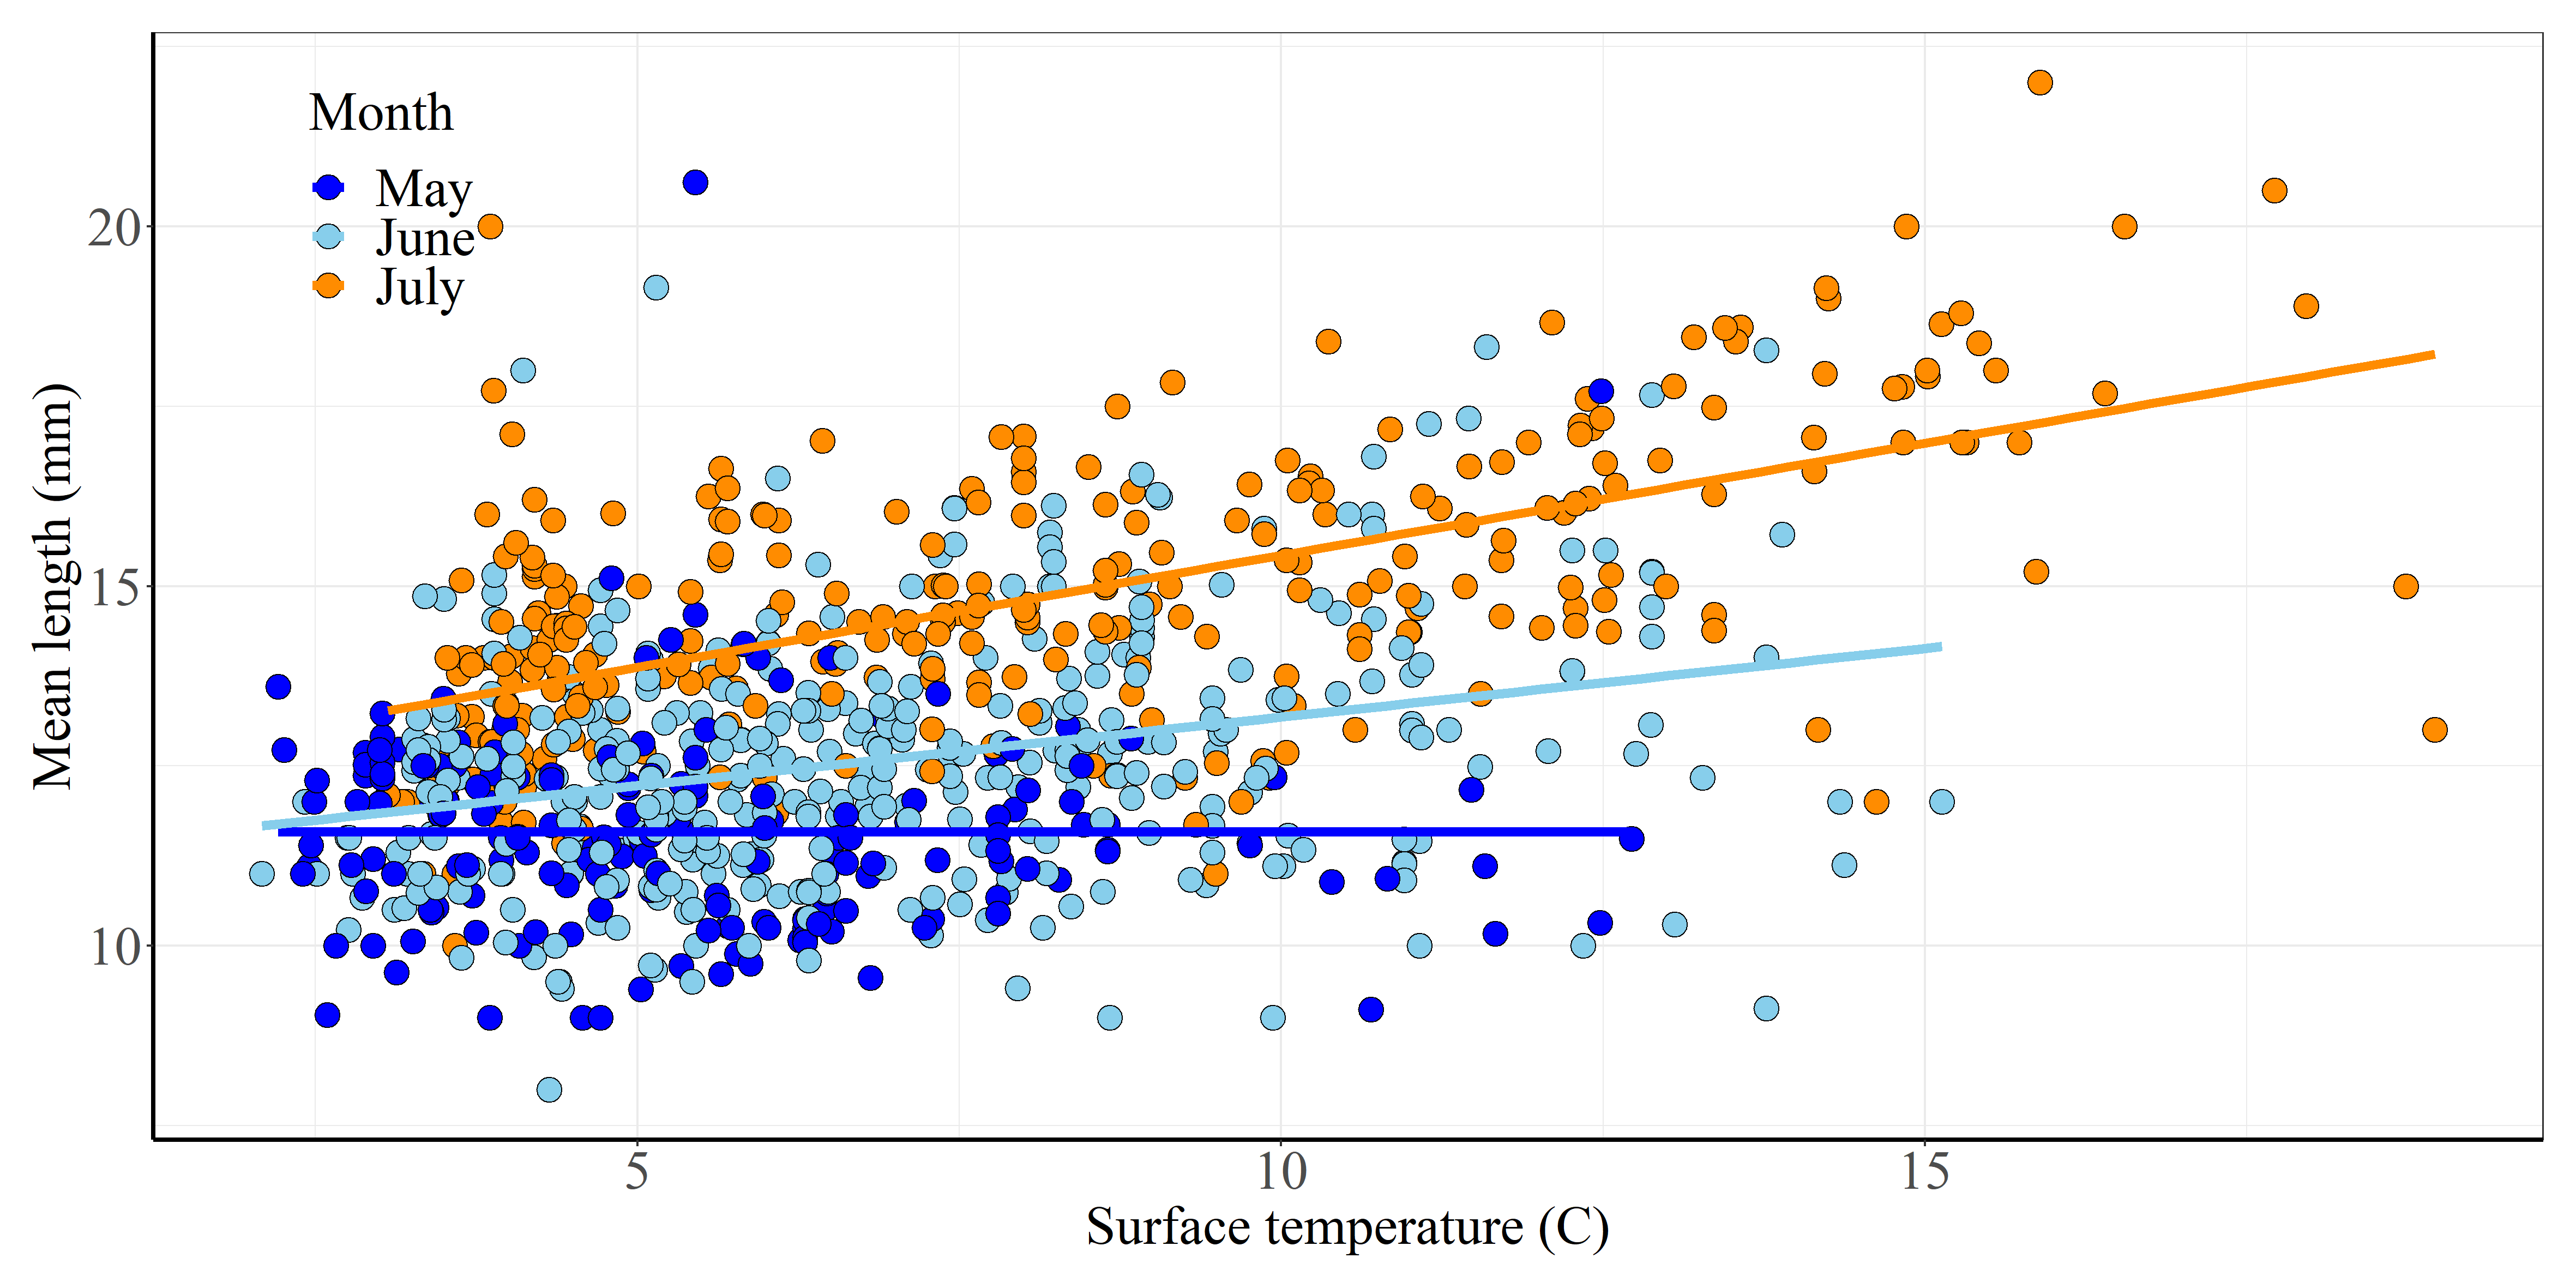 Month
May
June
July
20
15
10
5
10
15
Mean length (mm)
Surface temperature (C)